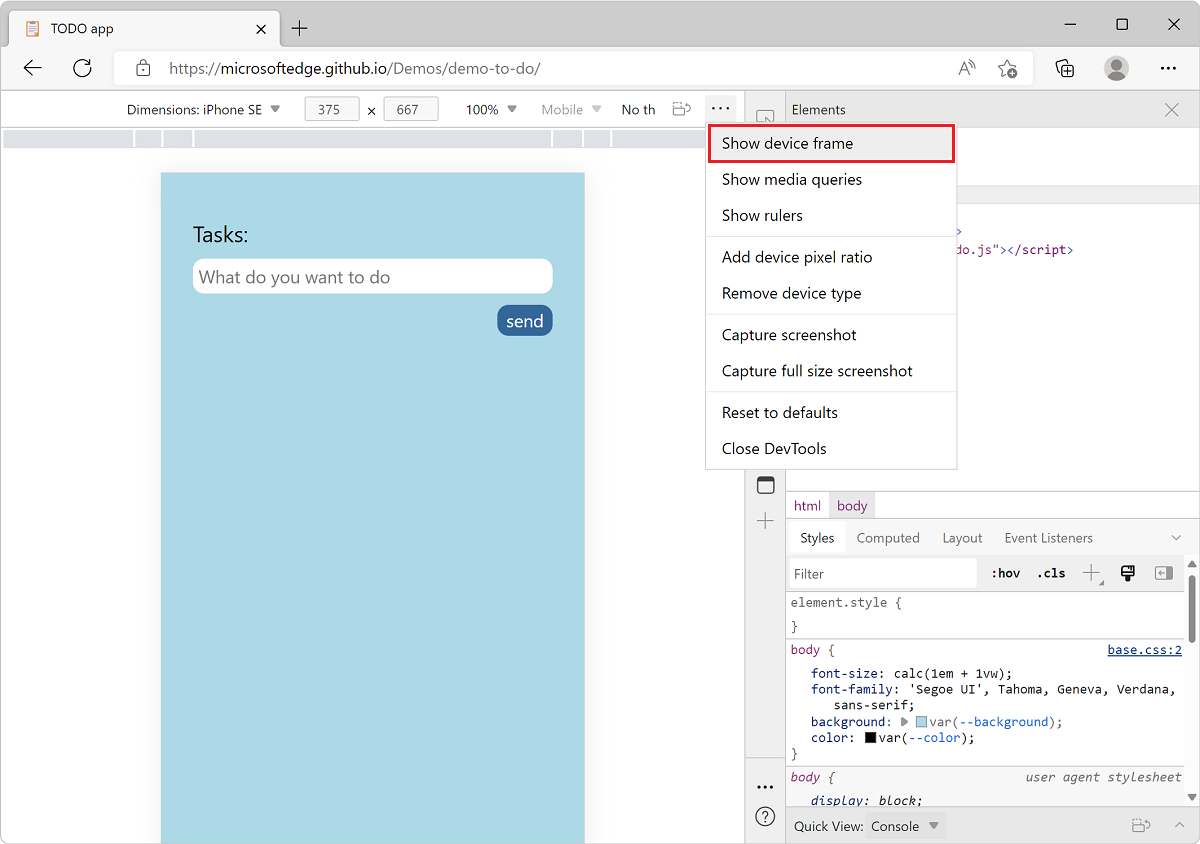 TODO app
https://microsoftedge.github.io/Demos/demo-to-do/
Dimensions: iPhone SE 375 x 667 100% Mobile No th
Elements
Show device frame
Show media queries
Show rulers
Add device pixel ratio
Remove device type
Capture screenshot
Capture full size screenshot
Reset to defaults
Close DevTools
Tasks:
What do you want to do
send
>
do.js"></script>
html body
Styles Computed Layout Event Listeners
Filter :hov .cls
element.style {
}
body { base.css:2
font-size: calc(1em + 1vw);
font-family: 'Segoe UI', Tahoma, Geneva, Verdana,
sans-serif;
background: var(--background);
color: var(--color);
}
body { user agent stylesheet
display: block;
Quick View: Console